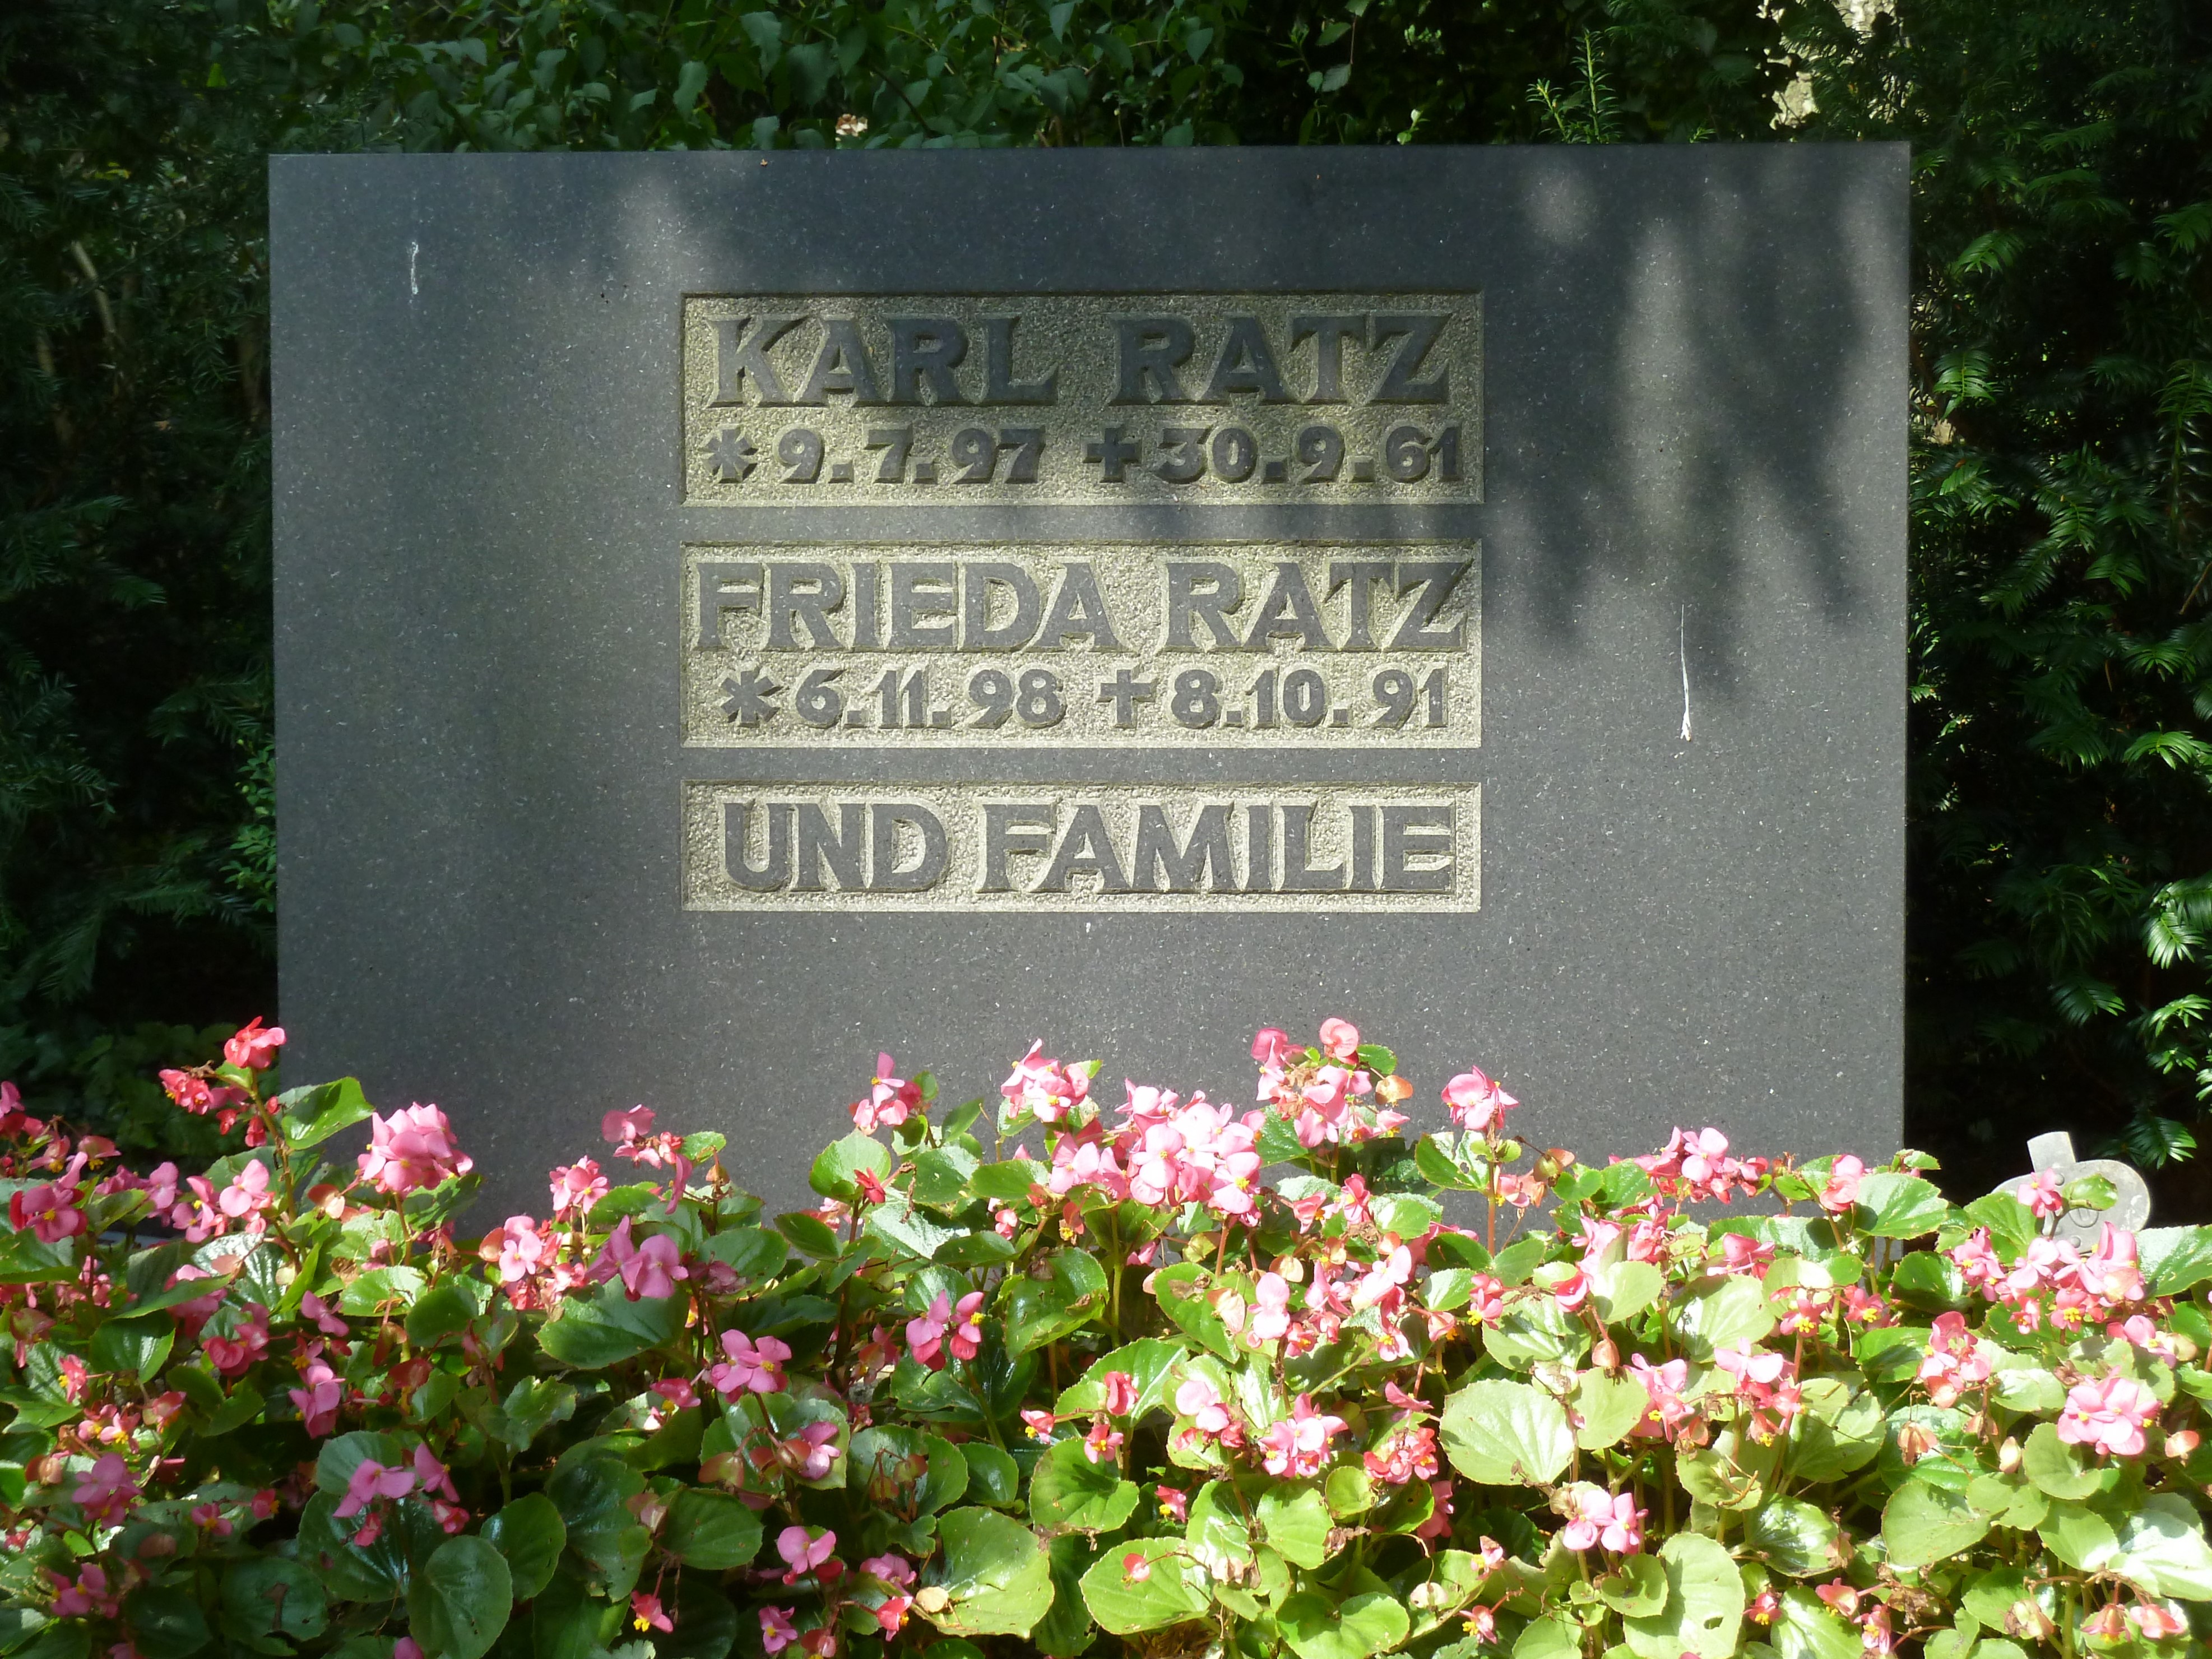 KARL RATZ
* 9.7.97 † 30.9.61
FRIEDA RATZ
* 6.11.98 † 8.10.91
UND FAMILIE